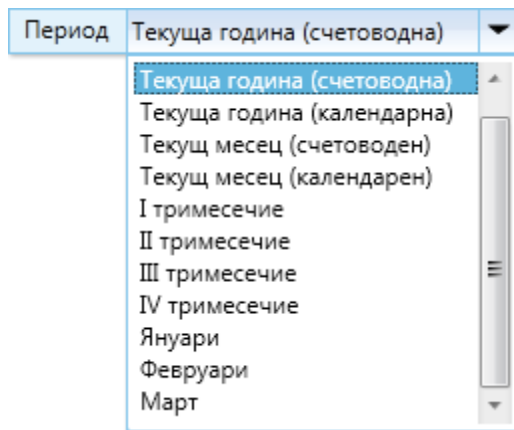 Период Текуща година (счетоводна)
Текуща година (счетоводна)
Текуща година (календарна)
Текущ месец (счетоводен)
Текущ месец (календарен)
I тримесечие
II тримесечие
III тримесечие
IV тримесечие
Януари
Февруари
Март